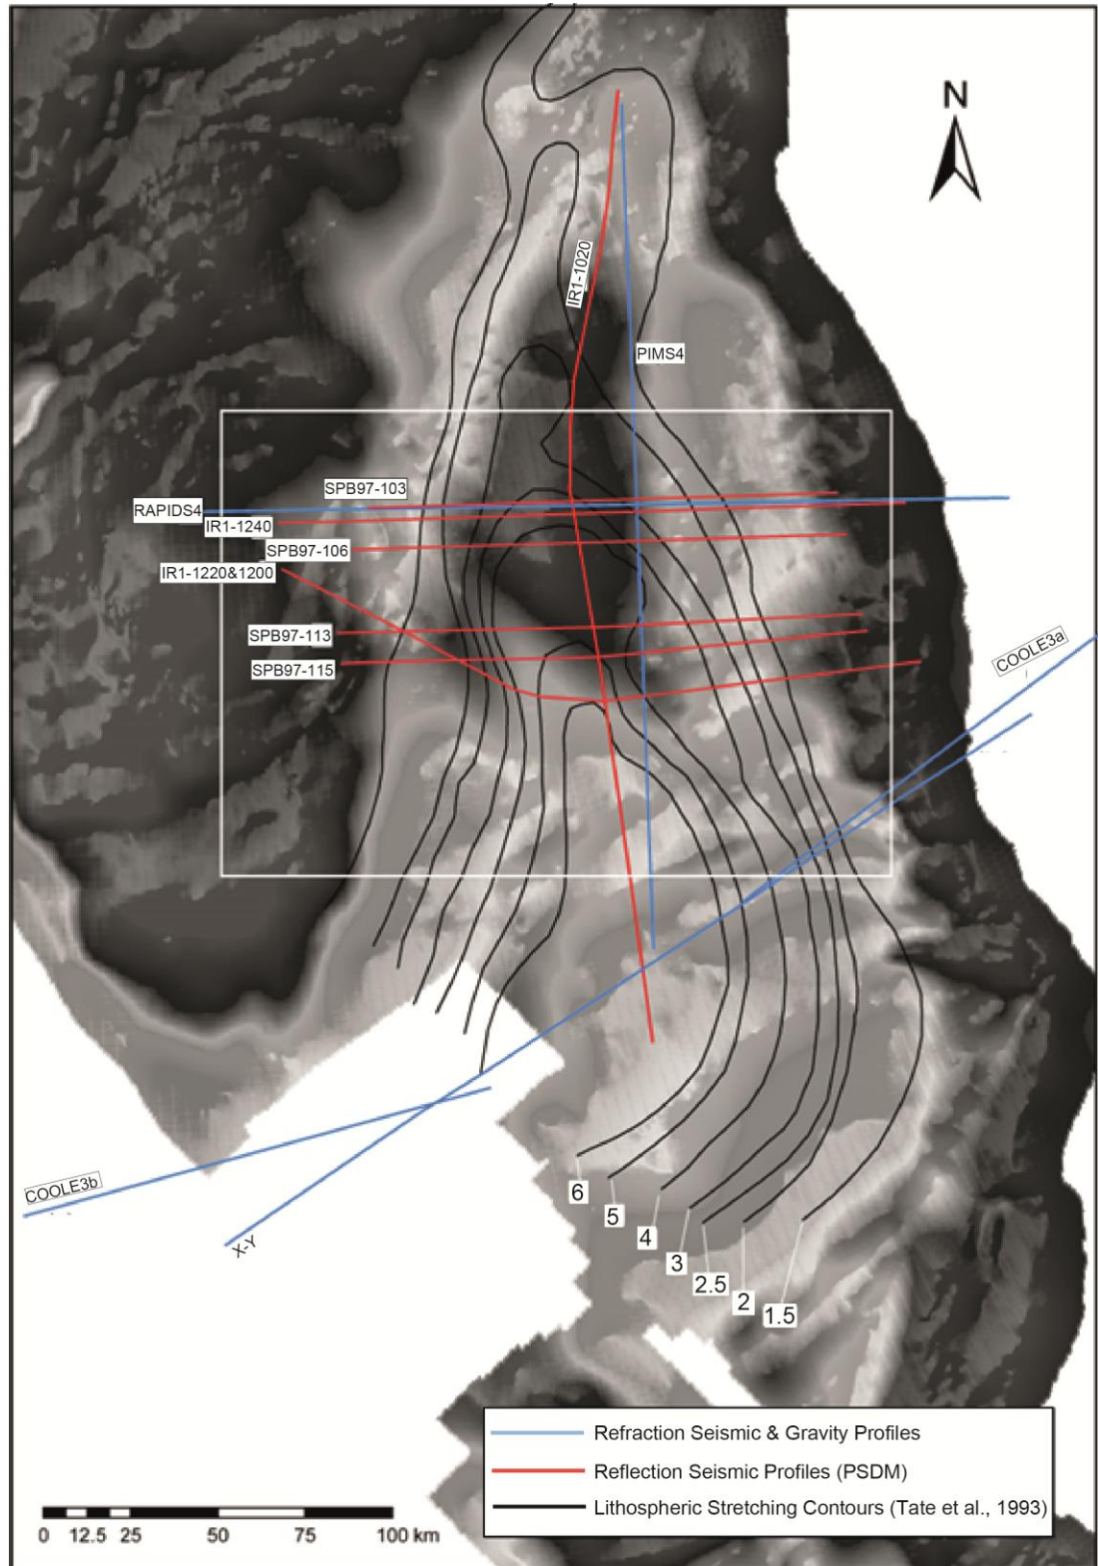 N
IR1-1020
PIMS4
SPB97-103
RAPIDS4
IR1-1240
SPB97-106
IR1-1220&1200
SPB97-113
SPB97-115
COOLE3a
COOLE3b
X-Y
6
5
4
3
2.5
2
1.5
Refraction Seismic & Gravity Profiles
Reflection Seismic Profiles (PSDM)
Lithospheric Stretching Contours (Tate et al., 1993)
0 12.5 25 50 75 100 km